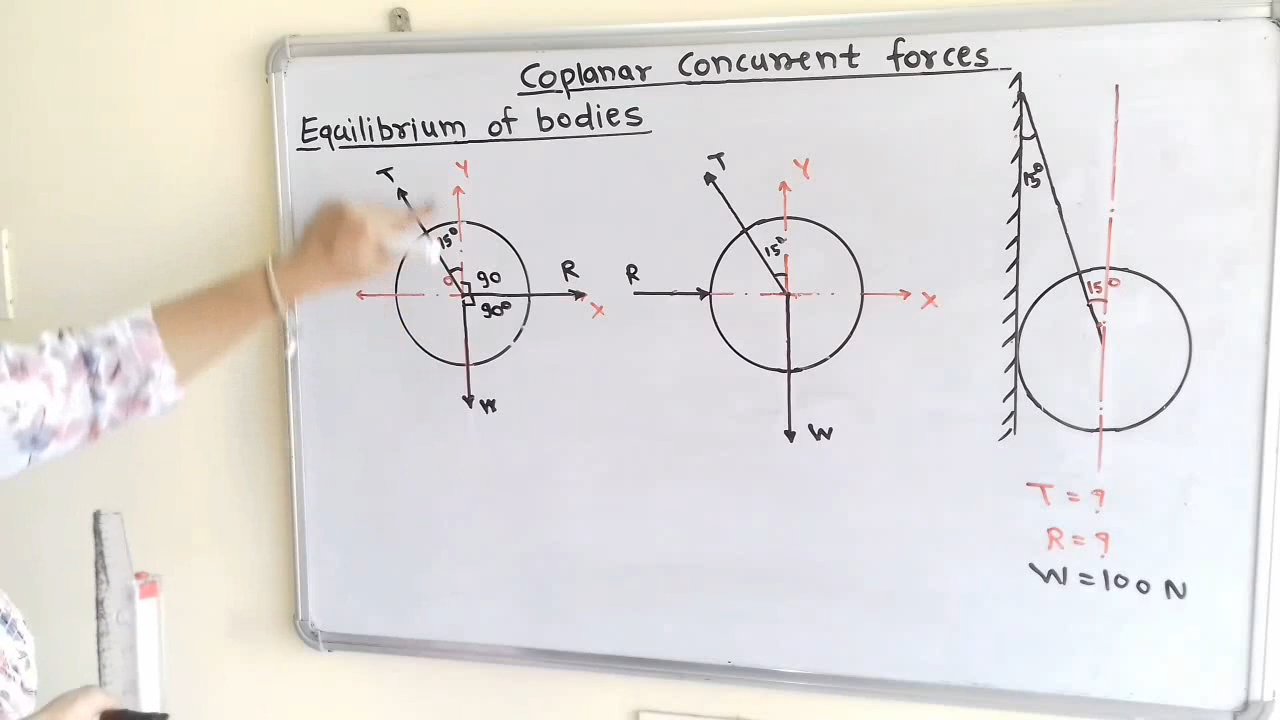 Coplanar Concurrent forces
Equilibrium of bodies
T
Y
15°
O
90
90°
R
X
W
T
Y
15°
R
X
W
15°
15°
T = ?
R = ?
W = 100 N